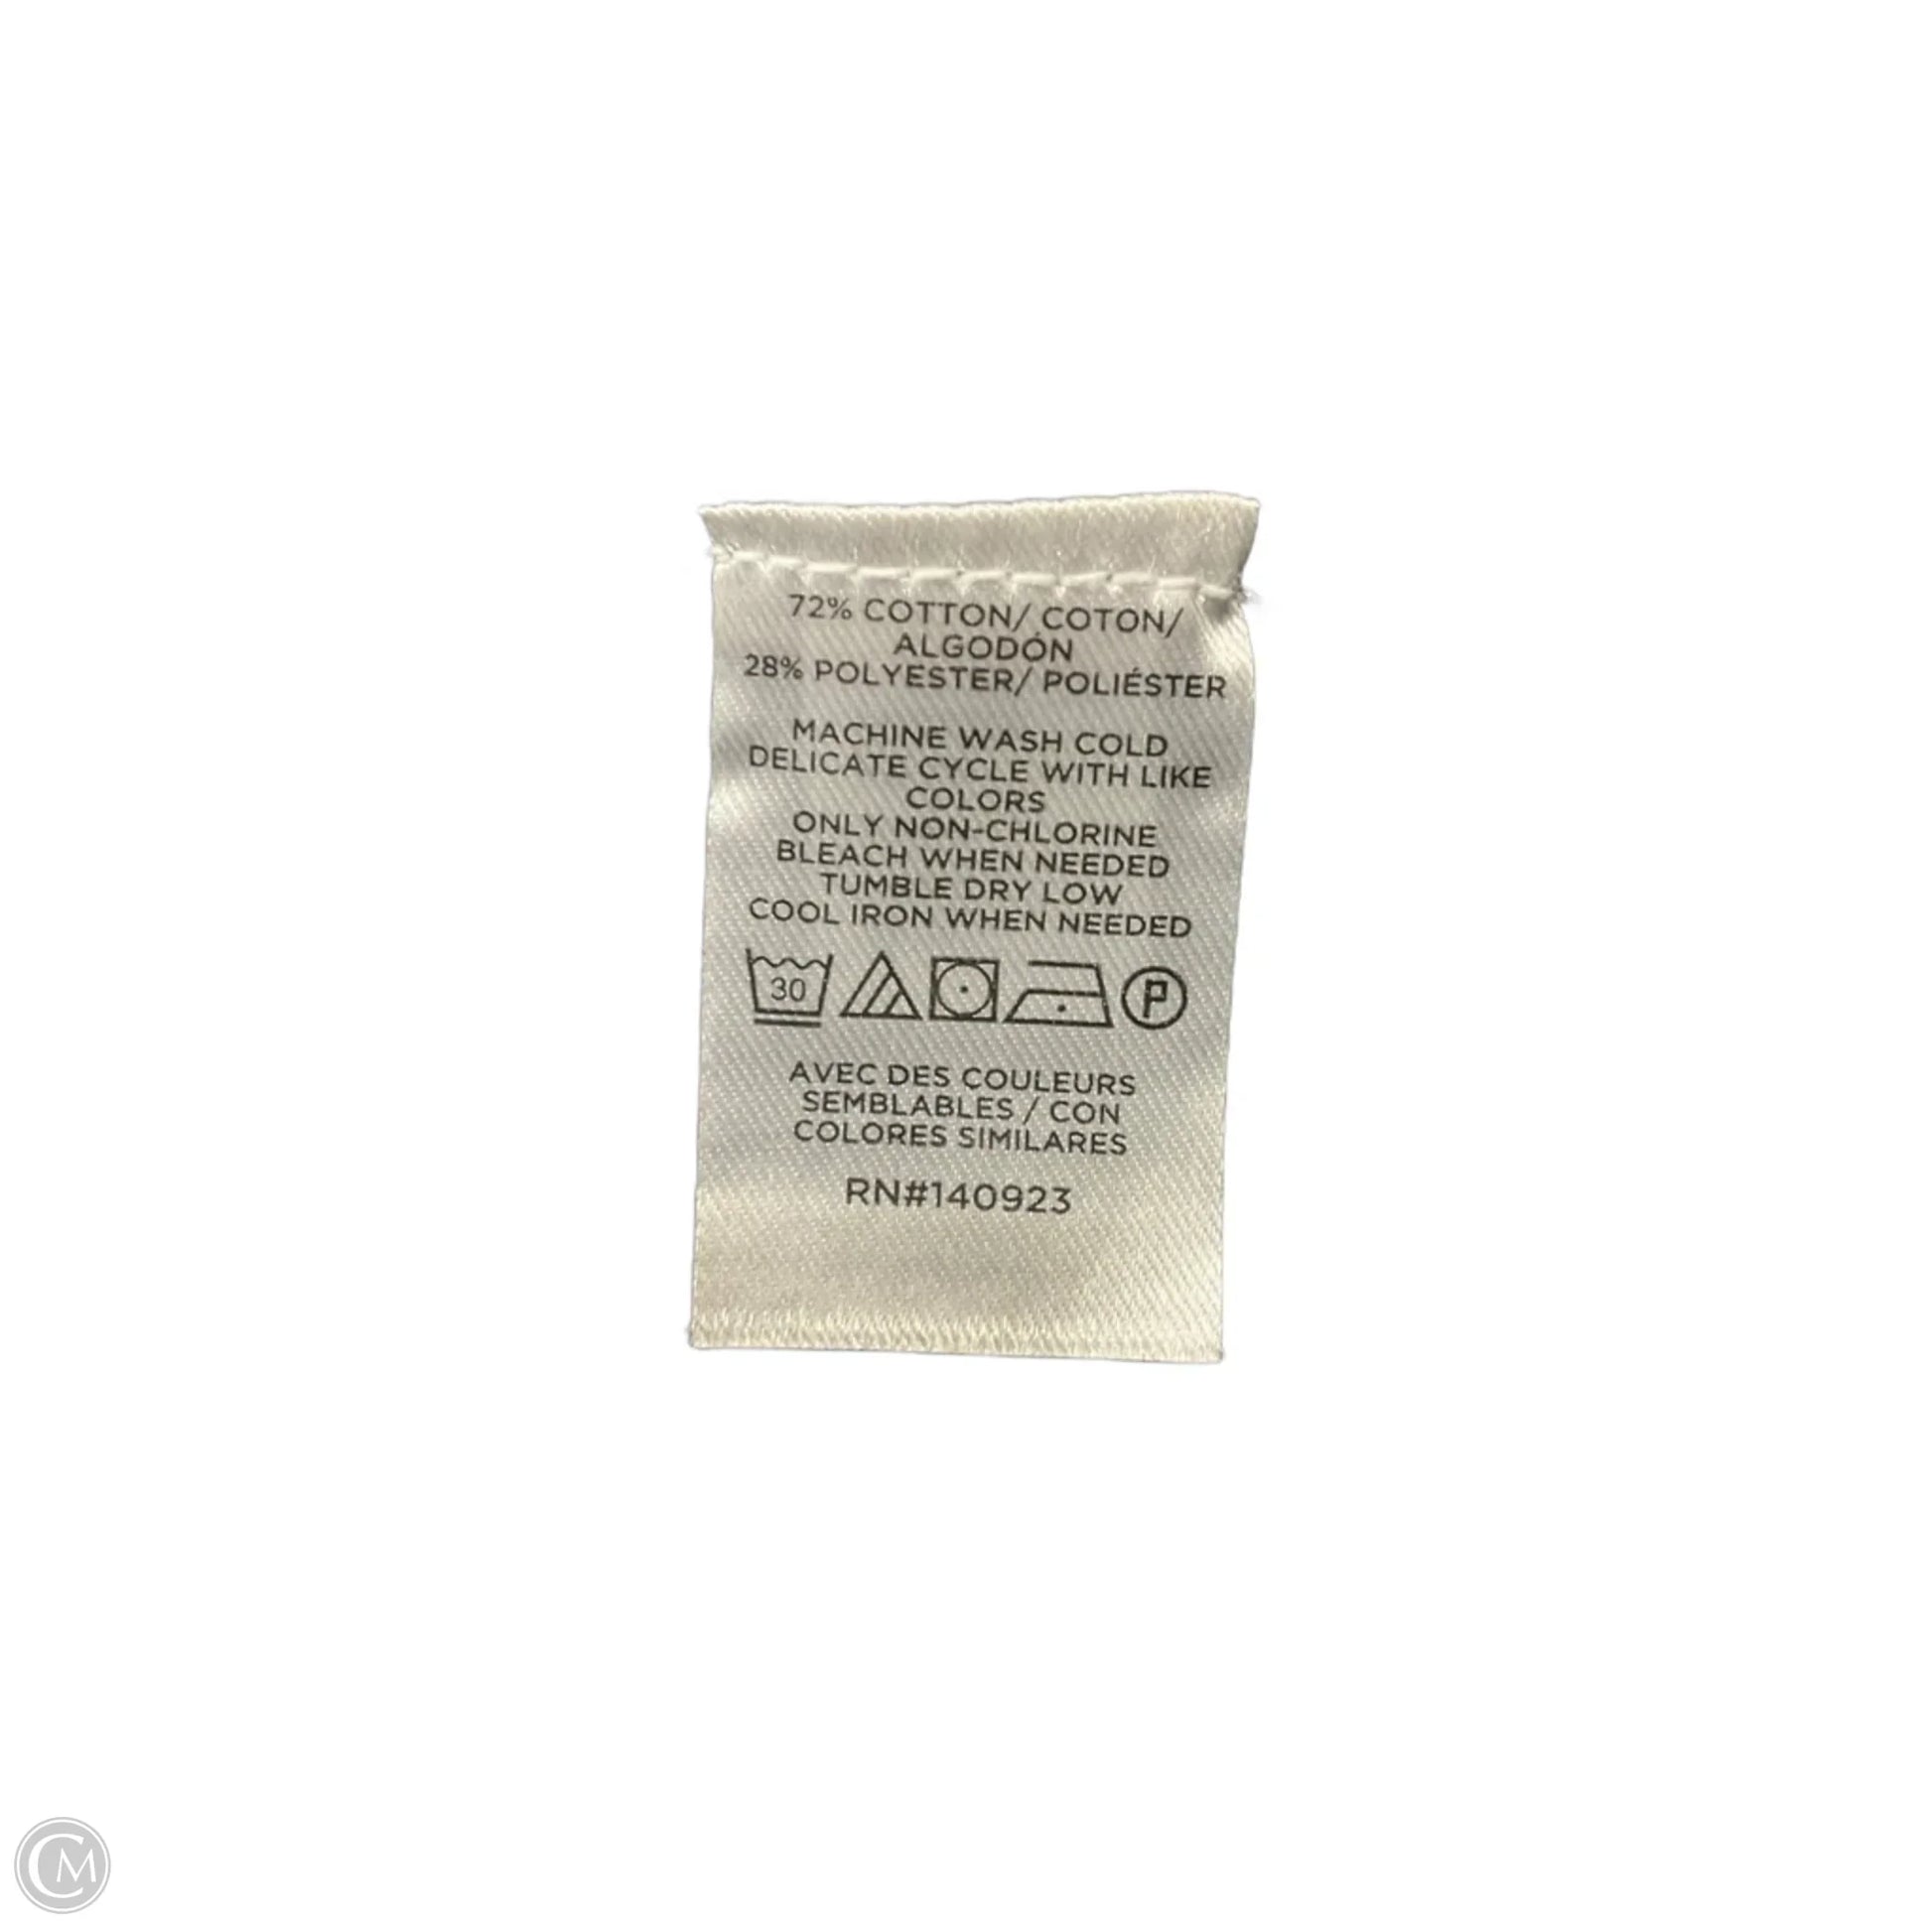 72% COTTON/ COTON/
ALGODÓN
28% POLYESTER/ POLIÉSTER
MACHINE WASH COLD
DELICATE CYCLE WITH LIKE
COLORS
ONLY NON-CHLORINE
BLEACH WHEN NEEDED
TUMBLE DRY LOW
COOL IRON WHEN NEEDED
30 P
AVEC DES COULEURS
SEMBLABLES / CON
COLORES SIMILARES
RN#140923
CM